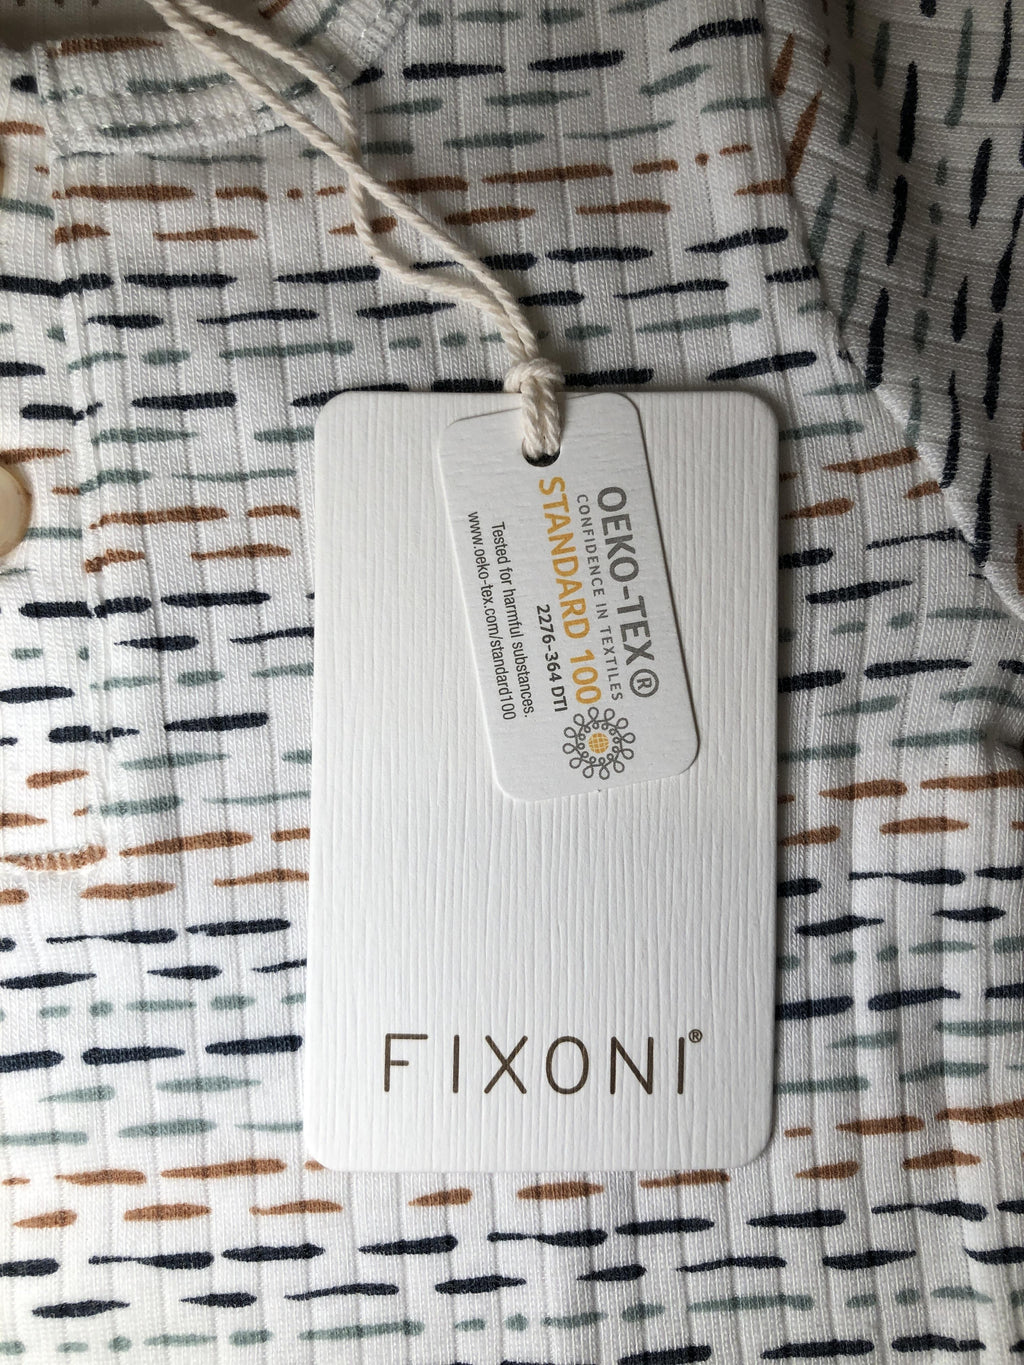 OEKO-TEX®
CONFIDENCE IN TEXTILES
STANDARD 100
2276-364 DTI
Tested for harmful substances.
www.oeko-tex.com/standard100
FIXONI®